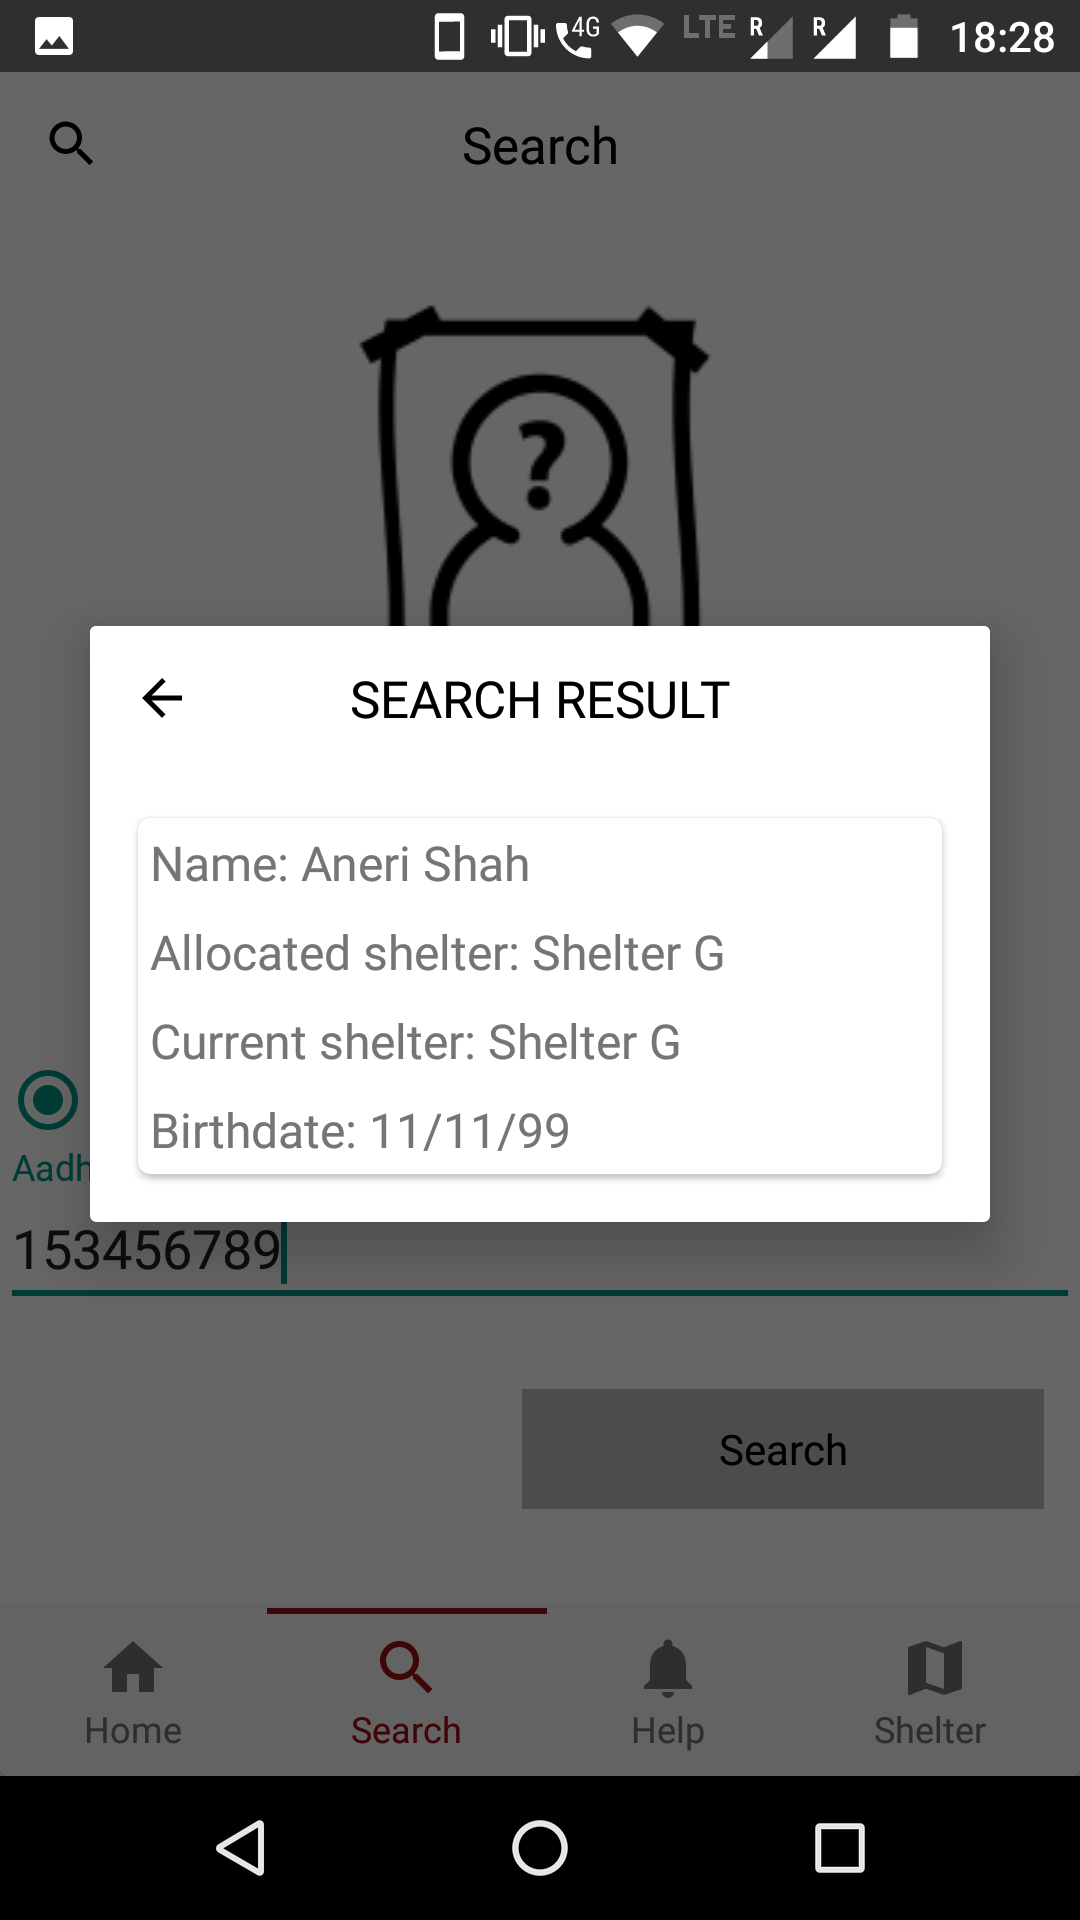 4G LTE R R 18:28
Search
?
SEARCH RESULT
Name: Aneri Shah
Allocated shelter: Shelter G
Current shelter: Shelter G
Birthdate: 11/11/99
Aadh
153456789
Search
Home Search Help Shelter